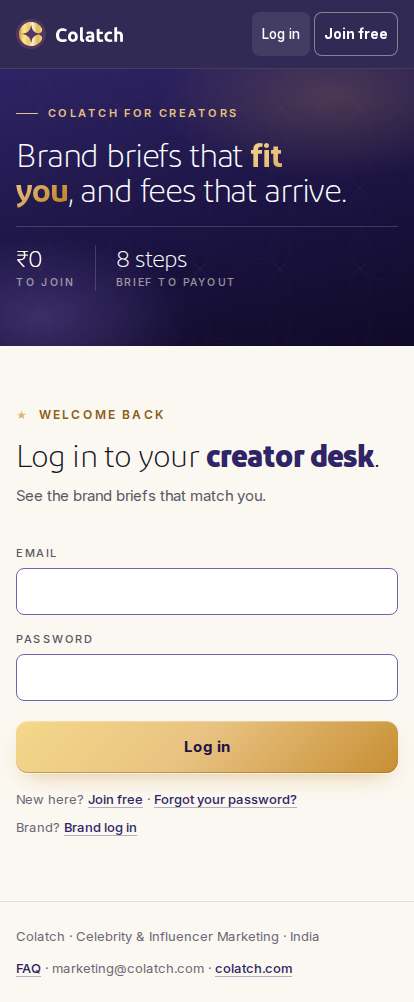 Colatch
Log in
Join free
COLATCH FOR CREATORS
Brand briefs that fit
you, and fees that arrive.
₹0
TO JOIN
8 steps
BRIEF TO PAYOUT
★ WELCOME BACK
Log in to your creator desk.
See the brand briefs that match you.
EMAIL
PASSWORD
Log in
New here? Join free · Forgot your password?
Brand? Brand log in
Colatch · Celebrity & Influencer Marketing · India
FAQ · marketing@colatch.com · colatch.com